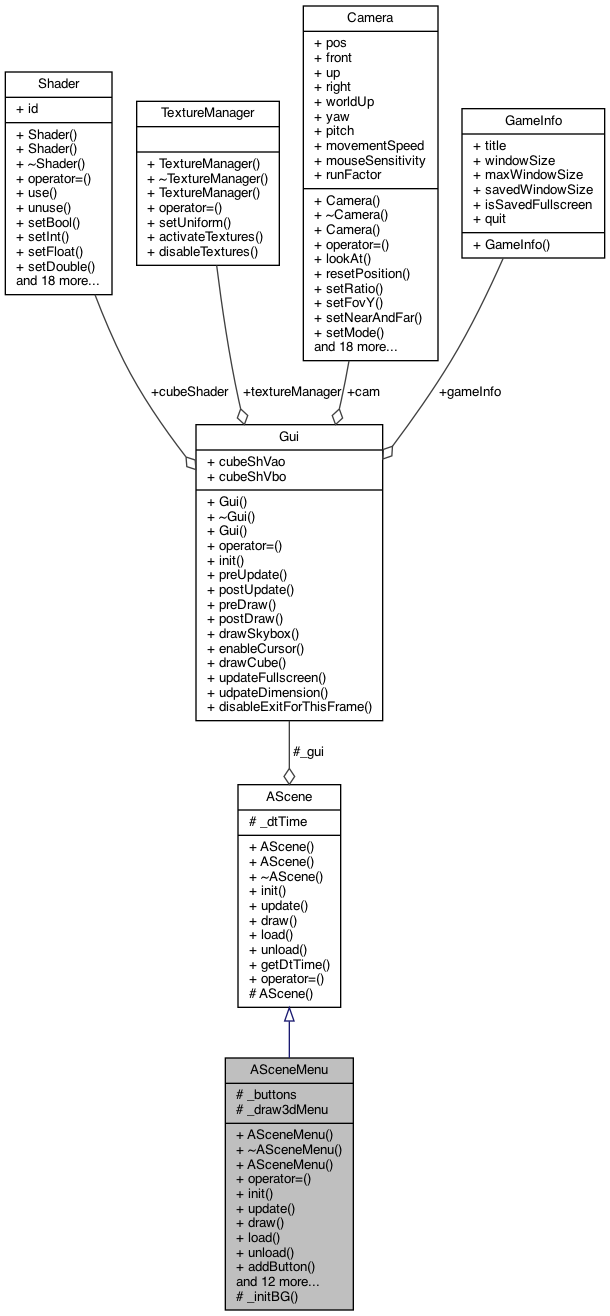 Shader
+ id
+ Shader()
+ Shader()
+ ~Shader()
+ operator=()
+ use()
+ unuse()
+ setBool()
+ setInt()
+ setFloat()
+ setDouble()
and 18 more...
TextureManager
+ TextureManager()
+ ~TextureManager()
+ TextureManager()
+ operator=()
+ setUniform()
+ activateTextures()
+ disableTextures()
Camera
+ pos
+ front
+ up
+ right
+ worldUp
+ yaw
+ pitch
+ movementSpeed
+ mouseSensitivity
+ runFactor
+ Camera()
+ ~Camera()
+ Camera()
+ operator=()
+ lookAt()
+ resetPosition()
+ setRatio()
+ setFovY()
+ setNearAndFar()
+ setMode()
and 18 more...
GameInfo
+ title
+ windowSize
+ maxWindowSize
+ savedWindowSize
+ isSavedFullscreen
+ quit
+ GameInfo()
+cubeShader
+textureManager
+cam
+gameInfo
Gui
+ cubeShVao
+ cubeShVbo
+ Gui()
+ ~Gui()
+ Gui()
+ operator=()
+ init()
+ preUpdate()
+ postUpdate()
+ preDraw()
+ postDraw()
+ drawSkybox()
+ enableCursor()
+ drawCube()
+ updateFullscreen()
+ udpateDimension()
+ disableExitForThisFrame()
#_gui
AScene
# _dtTime
+ AScene()
+ AScene()
+ ~AScene()
+ init()
+ update()
+ draw()
+ load()
+ unload()
+ getDtTime()
+ operator=()
# AScene()
ASceneMenu
# _buttons
# _draw3dMenu
+ ASceneMenu()
+ ~ASceneMenu()
+ ASceneMenu()
+ operator=()
+ init()
+ update()
+ draw()
+ load()
+ unload()
+ addButton()
and 12 more...
# _initBG()